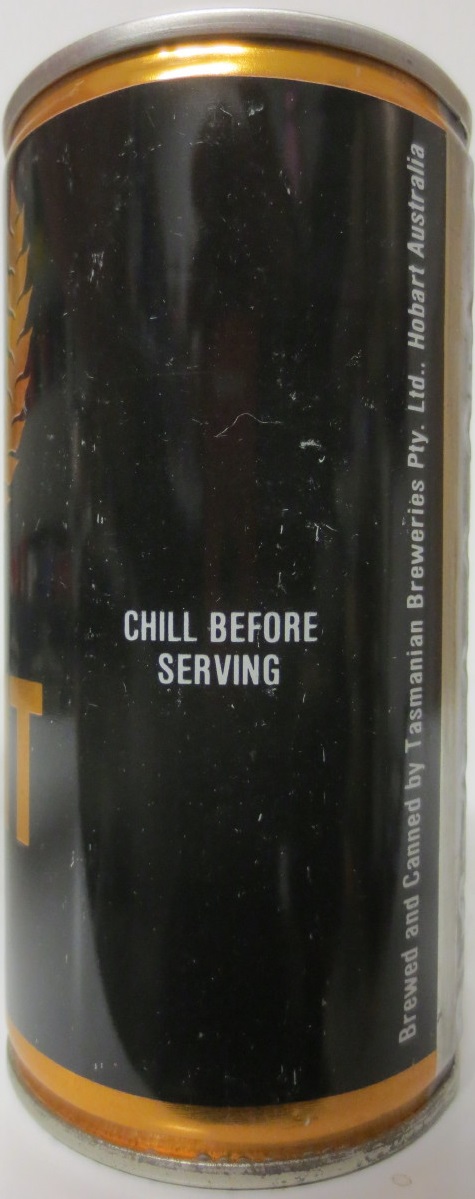 T
CHILL BEFORE
SERVING
Brewed and Canned by Tasmanian Breweries Pty. Ltd., Hobart Australia